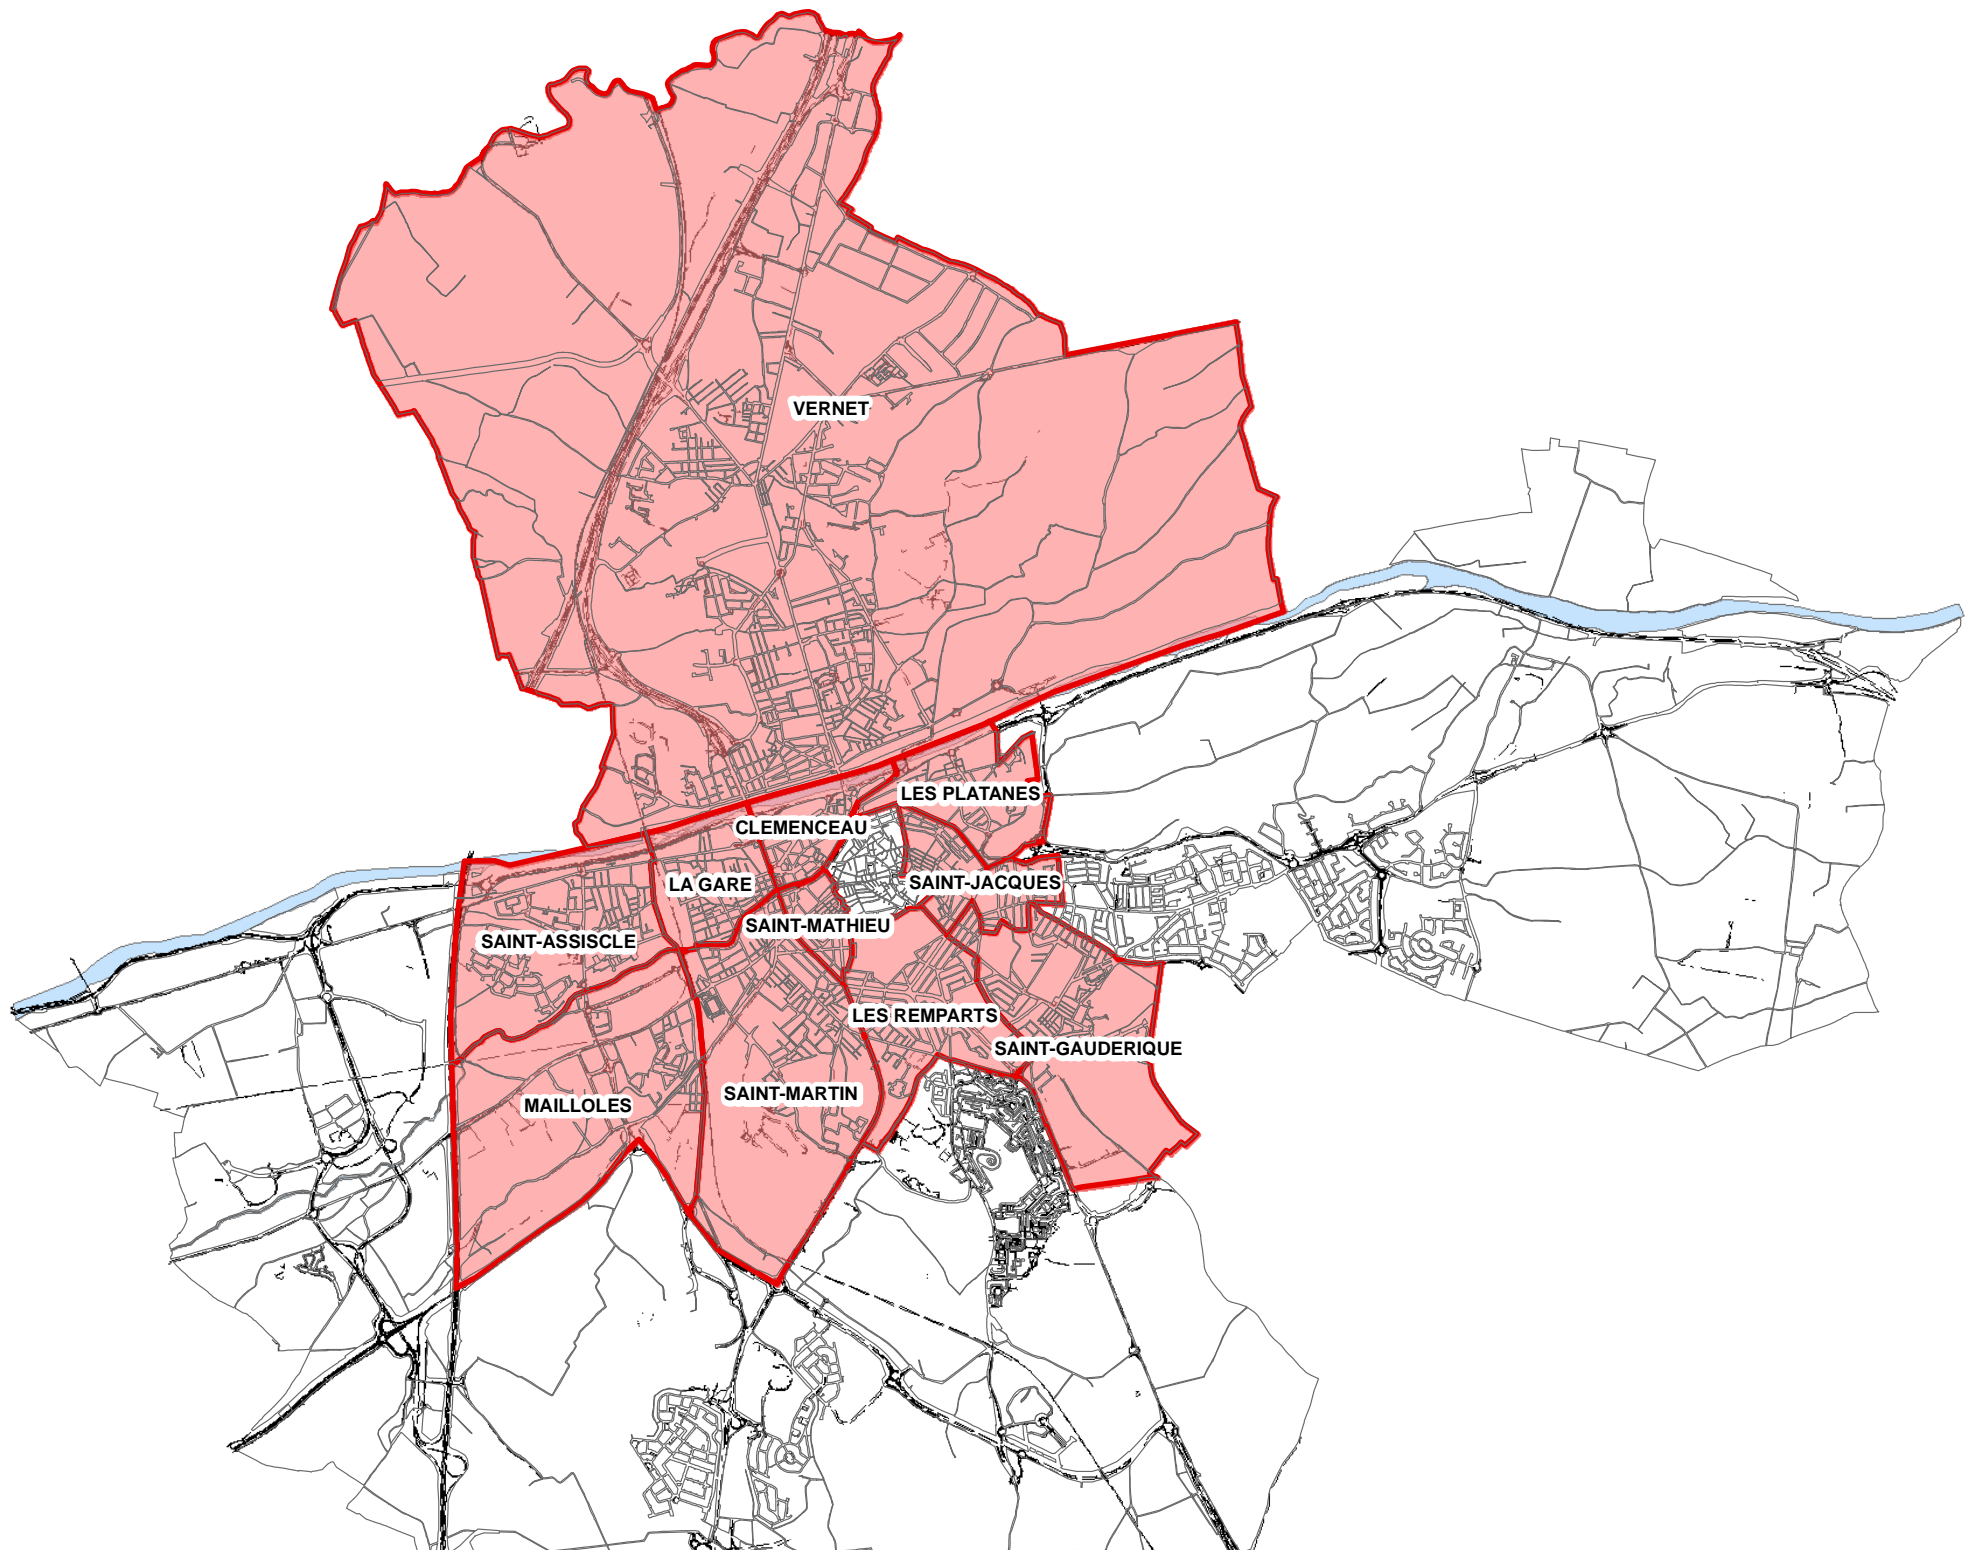 VERNET
LES PLATANES
CLEMENCEAU
LA GARE
SAINT-JACQUES
SAINT-MATHIEU
SAINT-ASSISCLE
LES REMPARTS
SAINT-GAUDERIQUE
SAINT-MARTIN
MAILLOLES